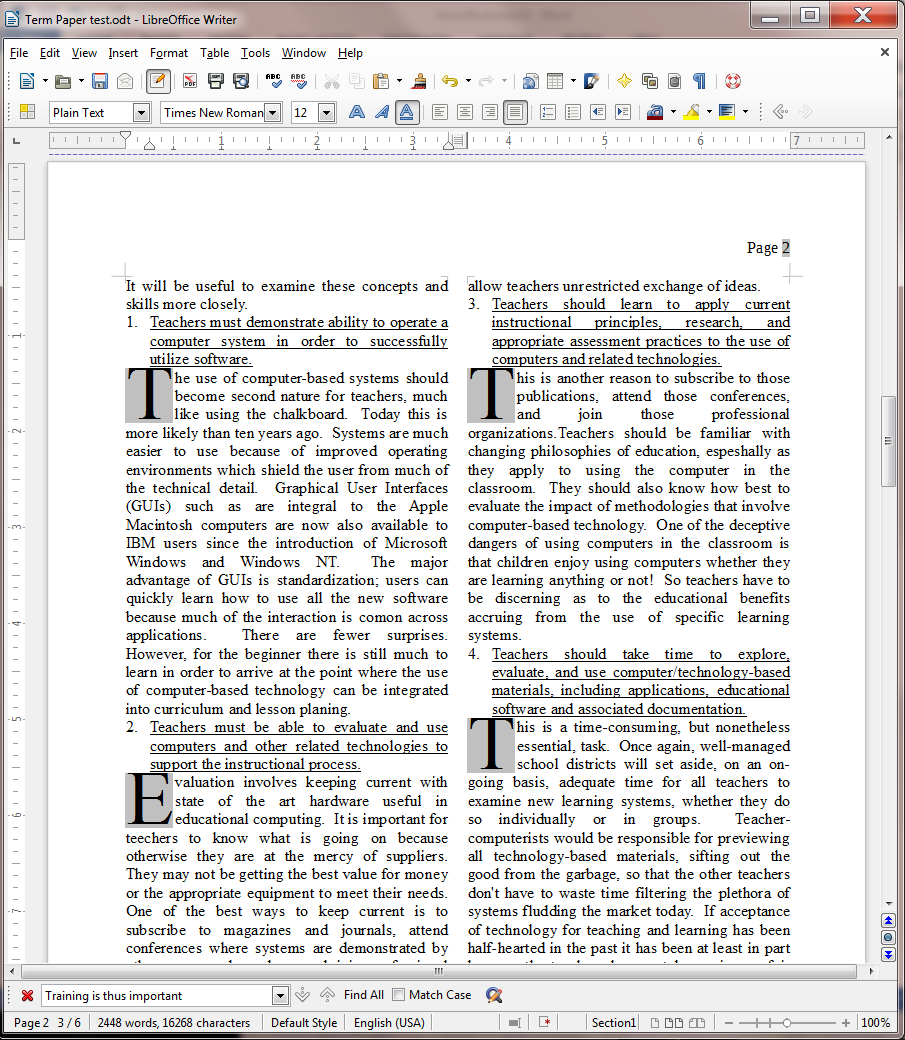 Term Paper test.odt - LibreOffice Writer
File Edit View Insert Format Table Tools Window Help
Plain Text Times New Roman 12
1 2 3 4 5 6 7
Page 2
It will be useful to examine these concepts and
skills more closely.
1. Teachers must demonstrate ability to operate a
computer system in order to successfully
utilize software.
The use of computer-based systems should
become second nature for teachers, much
like using the chalkboard. Today this is
more likely than ten years ago. Systems are much
easier to use because of improved operating
environments which shield the user from much of
the technical detail. Graphical User Interfaces
(GUIs) such as are integral to the Apple
Macintosh computers are now also available to
IBM users since the introduction of Microsoft
Windows and Windows NT. The major
advantage of GUIs is standardization; users can
quickly learn how to use all the new software
because much of the interaction is comon across
applications. There are fewer surprises.
However, for the beginner there is still much to
learn in order to arrive at the point where the use
of computer-based technology can be integrated
into curriculum and lesson planing.
2. Teachers must be able to evaluate and use
computers and other related technologies to
support the instructional process.
Evaluation involves keeping current with
state of the art hardware useful in
educational computing. It is important for
teechers to know what is going on because
otherwise they are at the mercy of suppliers.
They may not be getting the best value for money
or the appropriate equipment to meet their needs.
One of the best ways to keep current is to
subscribe to magazines and journals, attend
conferences where systems are demonstrated by
allow teachers unrestricted exchange of ideas.
3. Teachers should learn to apply current
instructional principles, research, and
appropriate assessment practices to the use of
computers and related technologies.
This is another reason to subscribe to those
publications, attend those conferences,
and join those professional
organizations.Teachers should be familiar with
changing philosophies of education, espeshally as
they apply to using the computer in the
classroom. They should also know how best to
evaluate the impact of methodologies that involve
computer-based technology. One of the deceptive
dangers of using computers in the classroom is
that children enjoy using computers whether they
are learning anything or not! So teachers have to
be discerning as to the educational benefits
accruing from the use of specific learning
systems.
4. Teachers should take time to explore,
evaluate, and use computer/technology-based
materials, including applications, educational
software and associated documentation.
This is a time-consuming, but nonetheless
essential, task. Once again, well-managed
school districts will set aside, on an on-
going basis, adequate time for all teachers to
examine new learning systems, whether they do
so individually or in groups. Teacher-
computerists would be responsible for previewing
all technology-based materials, sifting out the
good from the garbage, so that the other teachers
don't have to waste time filtering the plethora of
systems fludding the market today. If acceptance
of technology for teaching and learning has been
half-hearted in the past it has been at least in part
Training is thus important Find All Match Case
Page 2 3 / 6 2448 words, 16268 characters Default Style English (USA) Section1 100%